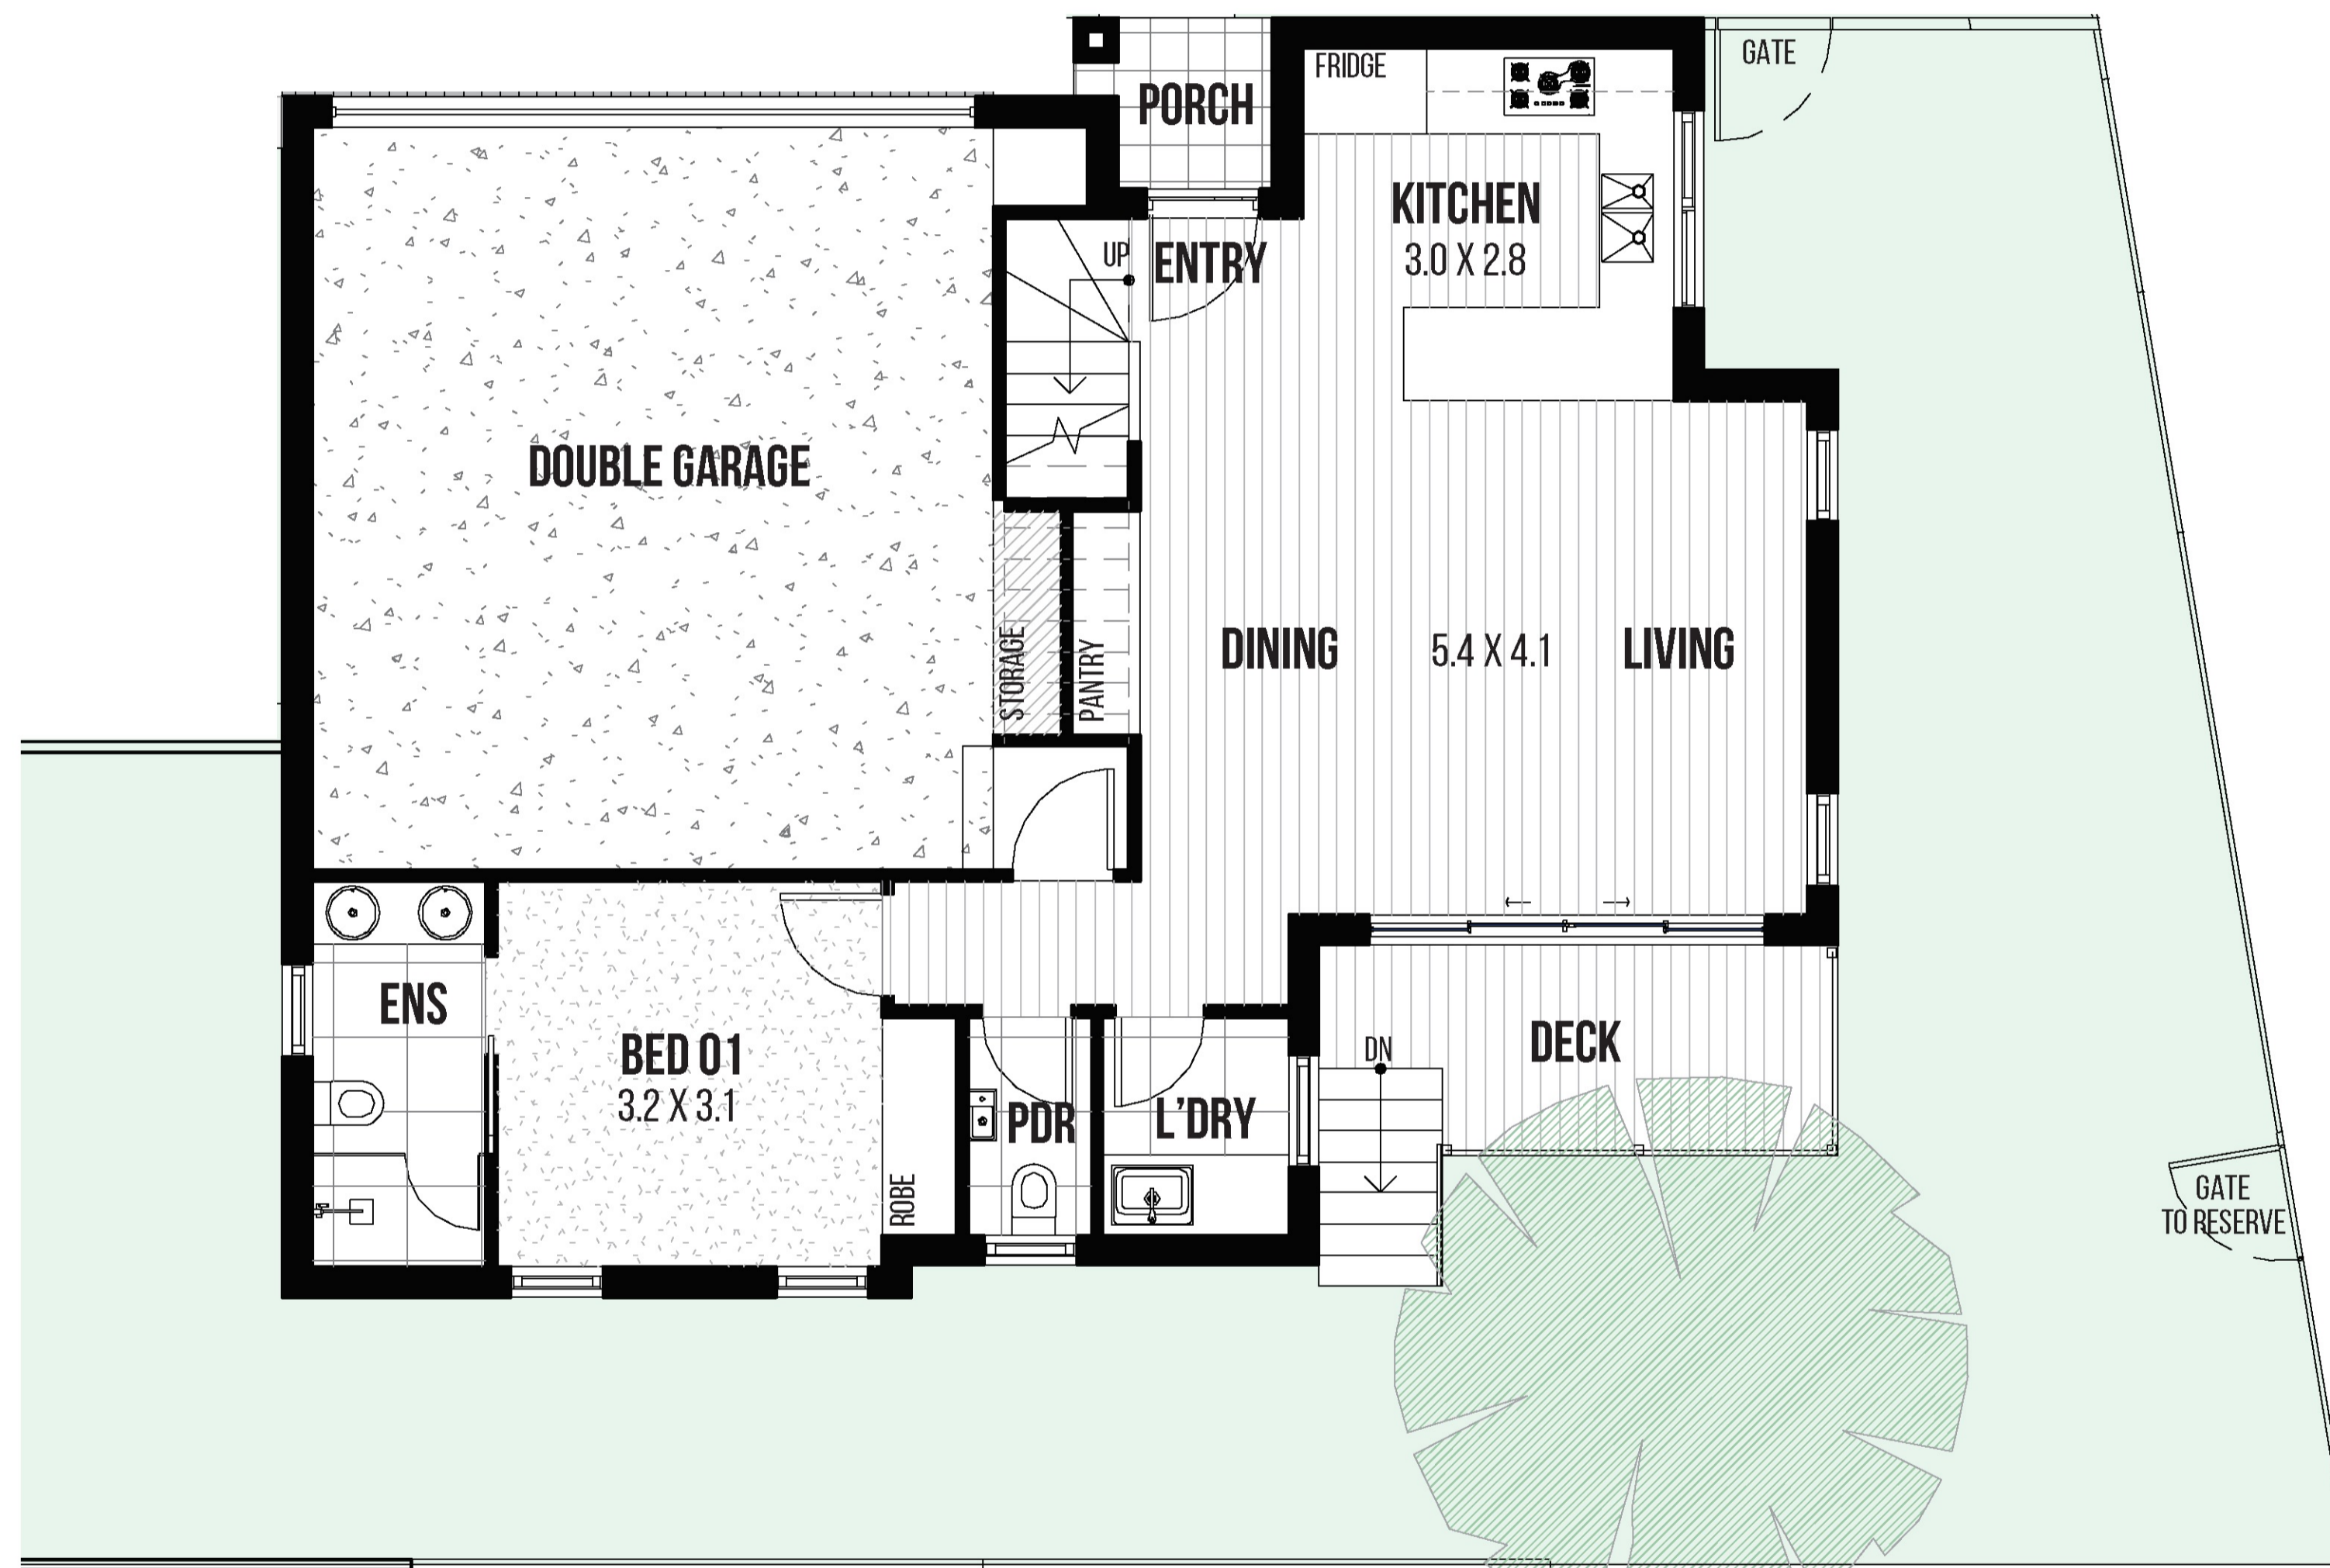 GATE
FRIDGE
PORCH
KITCHEN
3.0 X 2.8
UP
ENTRY
DOUBLE GARAGE
STORAGE
PANTRY
DINING
5.4 X 4.1
LIVING
ENS
BED 01
3.2 X 3.1
ROBE
PDR
L'DRY
DN
DECK
GATE
TO RESERVE